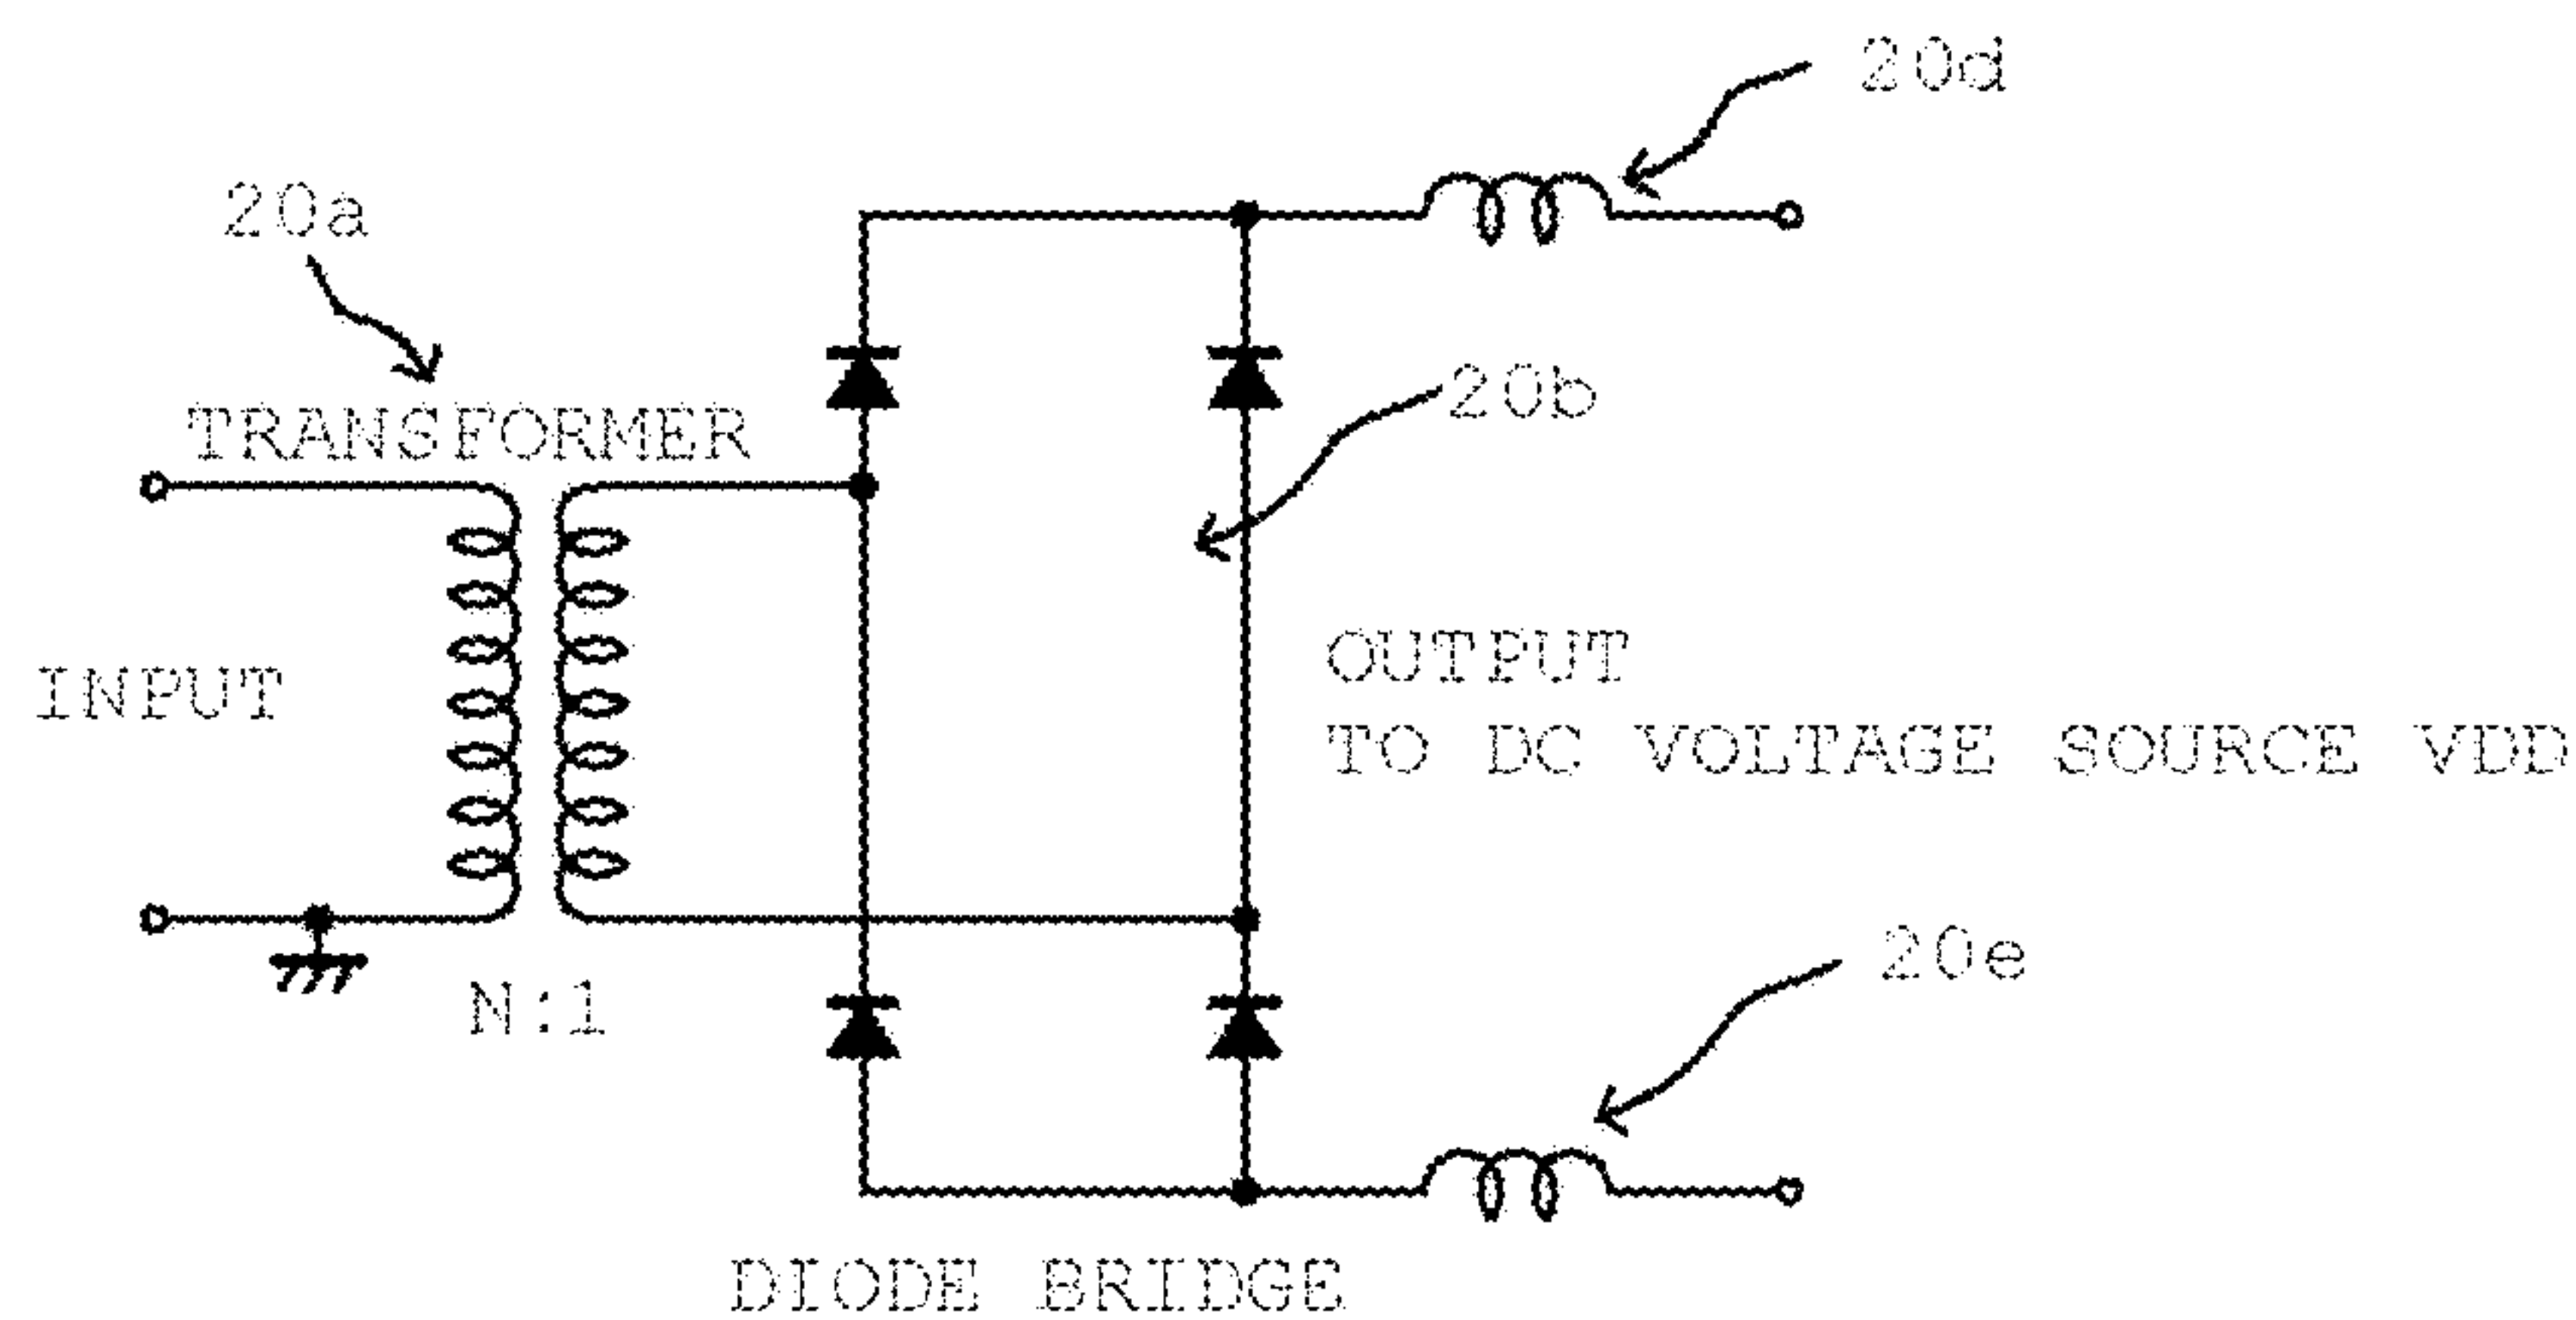 20d
20a
20b
TRANSFORMER
INPUT
OUTPUT
TO DC VOLTAGE SOURCE VDD
20e
N:1
DIODE BRIDGE